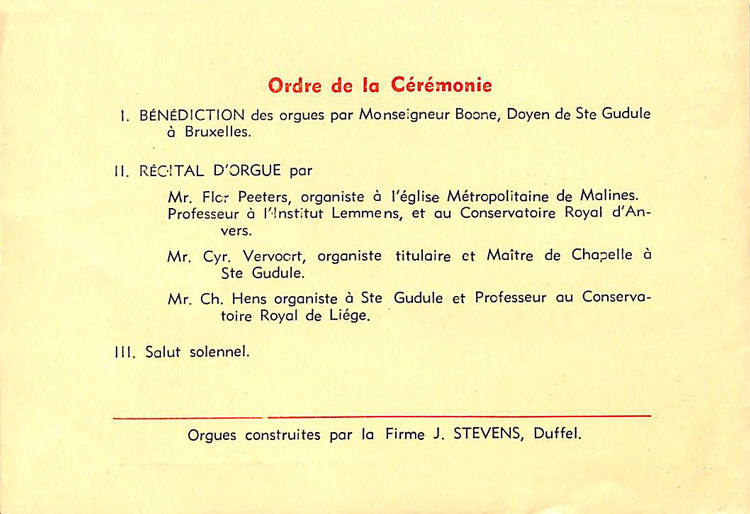 Ordre de la Cérémonie
I. BÉNÉDICTION des orgues par Monseigneur Boone, Doyen de Ste Gudule
à Bruxelles.
II. RÉCITAL D'ORGUE par
Mr. Flor Peeters, organiste à l'église Métropolitaine de Malines.
Professeur à l'Institut Lemmens, et au Conservatoire Royal d'An-
vers.
Mr. Cyr. Vervoort, organiste titulaire et Maître de Chapelle à
Ste Gudule.
Mr. Ch. Hens organiste à Ste Gudule et Professeur au Conserva-
toire Royal de Liége.
III. Salut solennel.
Orgues construites par la Firme J. STEVENS, Duffel.